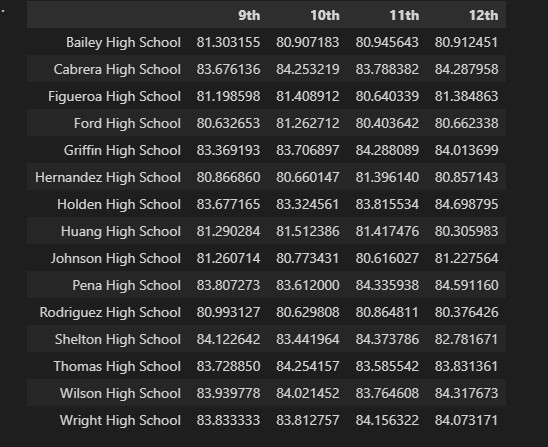 9th 10th 11th 12th
Bailey High School 81.303155 80.907183 80.945643 80.912451
Cabrera High School 83.676136 84.253219 83.788382 84.287958
Figueroa High School 81.198598 81.408912 80.640339 81.384863
Ford High School 80.632653 81.262712 80.403642 80.662338
Griffin High School 83.369193 83.706897 84.288089 84.013699
Hernandez High School 80.866860 80.660147 81.396140 80.857143
Holden High School 83.677165 83.324561 83.815534 84.698795
Huang High School 81.290284 81.512386 81.417476 80.305983
Johnson High School 81.260714 80.773431 80.616027 81.227564
Pena High School 83.807273 83.612000 84.335938 84.591160
Rodriguez High School 80.993127 80.629808 80.864811 80.376426
Shelton High School 84.122642 83.441964 84.373786 82.781671
Thomas High School 83.728850 84.254157 83.585542 83.831361
Wilson High School 83.939778 84.021452 83.764608 84.317673
Wright High School 83.833333 83.812757 84.156322 84.073171